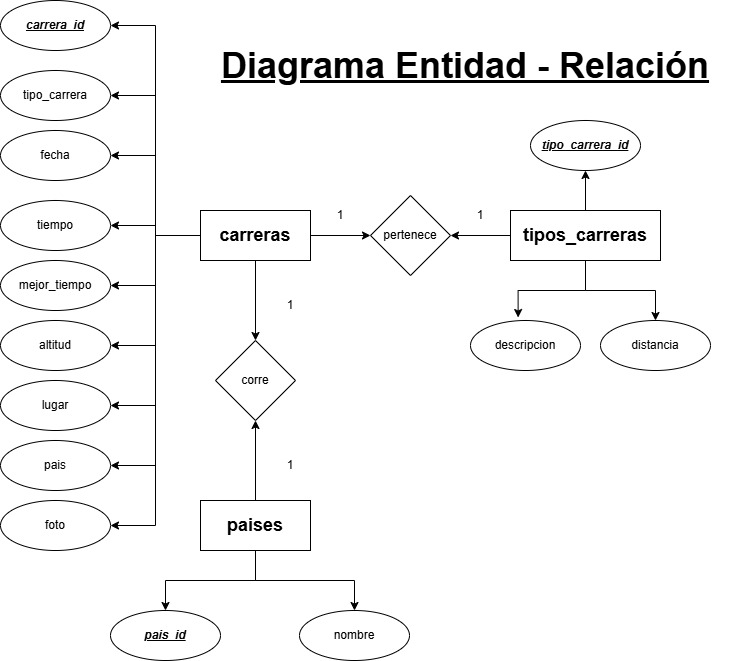 carrera_id
Diagrama Entidad - Relación
tipo_carrera
fecha
tipo_carrera_id
tiempo
carreras
1
pertenece
1
tipos_carreras
mejor_tiempo
1
altitud
descripcion
distancia
corre
lugar
pais
1
foto
paises
pais_id
nombre